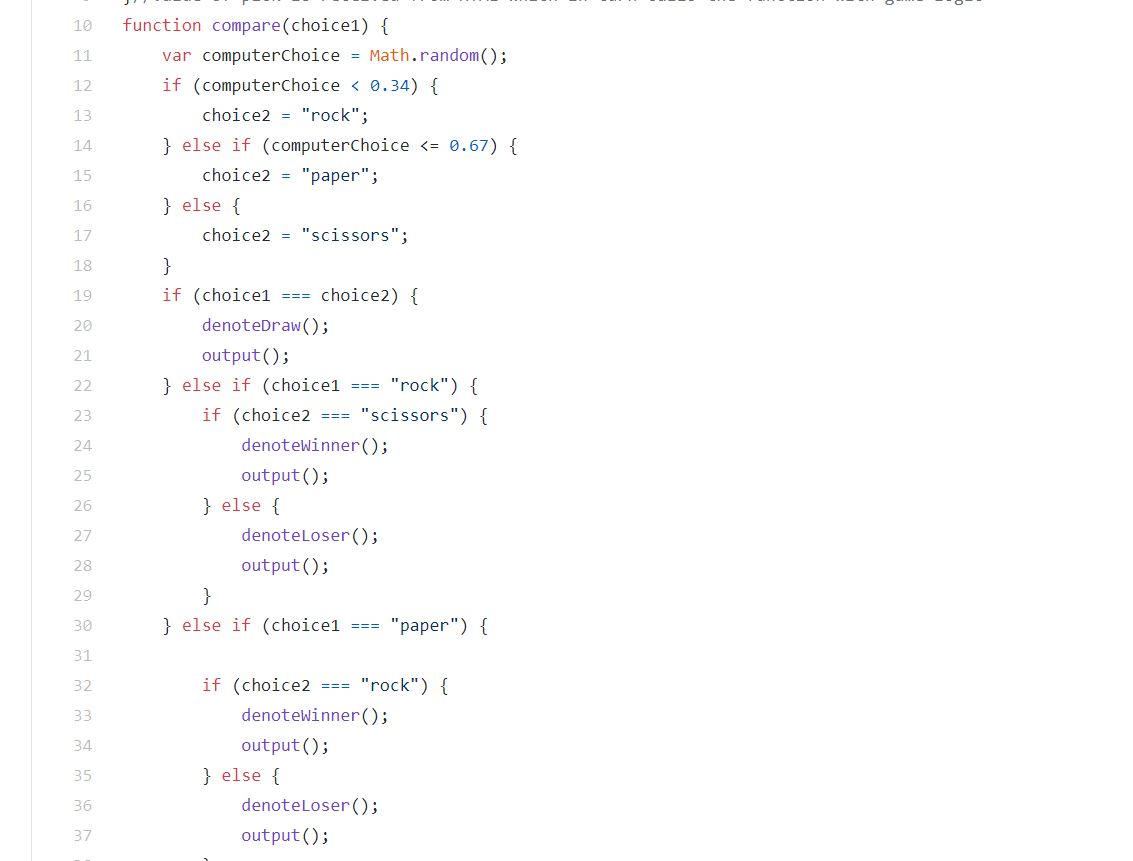 10 function compare(choice1) {
11 var computerChoice = Math.random();
12 if (computerChoice < 0.34) {
13 choice2 = "rock";
14 } else if (computerChoice <= 0.67) {
15 choice2 = "paper";
16 } else {
17 choice2 = "scissors";
18 }
19 if (choice1 === choice2) {
20 denoteDraw();
21 output();
22 } else if (choice1 === "rock") {
23 if (choice2 === "scissors") {
24 denoteWinner();
25 output();
26 } else {
27 denoteLoser();
28 output();
29 }
30 } else if (choice1 === "paper") {
31
32 if (choice2 === "rock") {
33 denoteWinner();
34 output();
35 } else {
36 denoteLoser();
37 output();